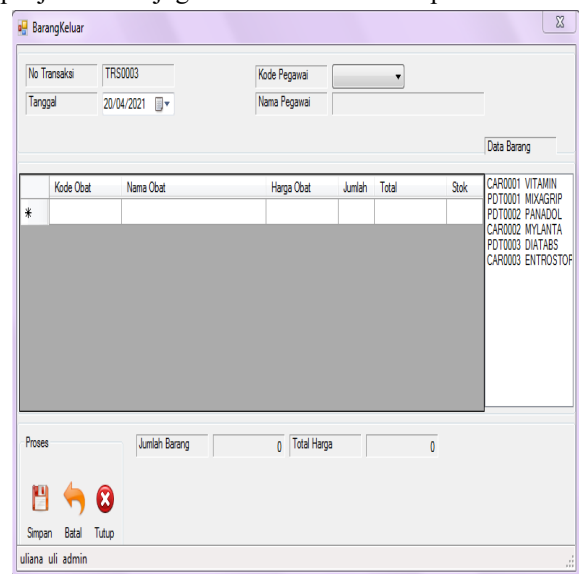 BarangKeluar
No Transaksi TRS0003 Kode Pegawai
Tanggal 20/04/2021 Nama Pegawai
Data Barang
Kode Obat Nama Obat Harga Obat Jumlah Total Stok
CAR0001 VITAMIN
PDT0001 MIXAGRIP
PDT0002 PANADOL
CAR0002 MYLANTA
PDT0003 DIATABS
CAR0003 ENTROSTOF
Proses Jumlah Barang 0 Total Harga 0
Simpan Batal Tutup
uliana uli admin